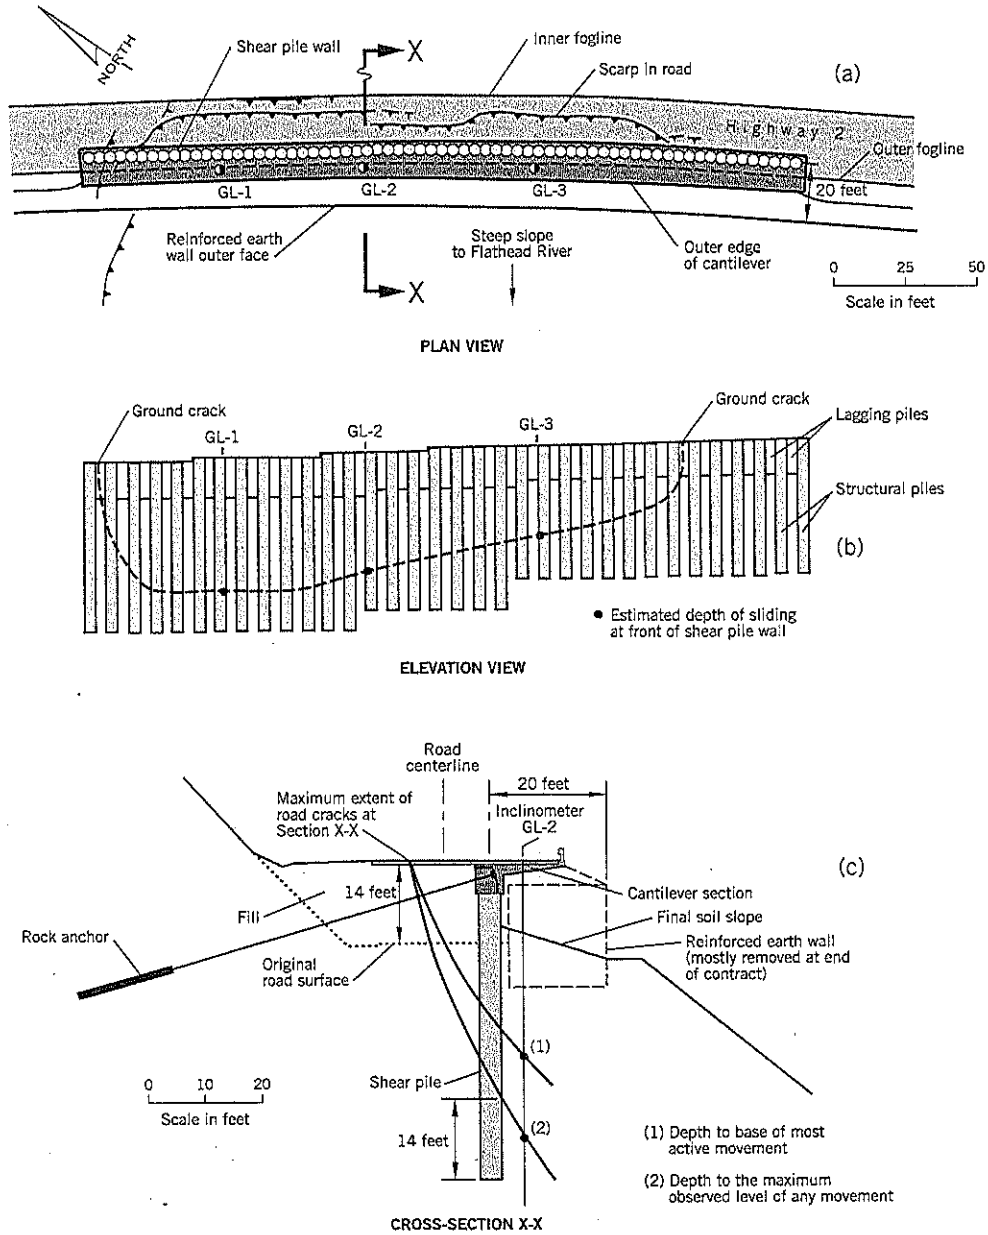 Shear pile wall
X
Inner fogline
Scarp in road
(a)
NORTH
Highway 2
Outer fogline
GL-1
GL-2
GL-3
20 feet
Reinforced earth
wall outer face
X
Steep slope
to Flathead River
Outer edge
of cantilever
0 25 50
Scale in feet
PLAN VIEW
Ground crack
GL-1
GL-2
GL-3
Ground crack
Lagging piles
Structural piles
(b)
Estimated depth of sliding
at front of shear pile wall
ELEVATION VIEW
Road
centerline
20 feet
Maximum extent of
road cracks at
Section X-X
Inclinometer
GL-2
(c)
14 feet
Cantilever section
Fill
Final soil slope
Rock anchor
Reinforced earth wall
(mostly removed at end
of contract)
Original
road surface
(1)
Shear pile
0 10 20
Scale in feet
14 feet
(2)
(1) Depth to base of most
active movement
(2) Depth to the maximum
observed level of any movement
CROSS-SECTION X-X